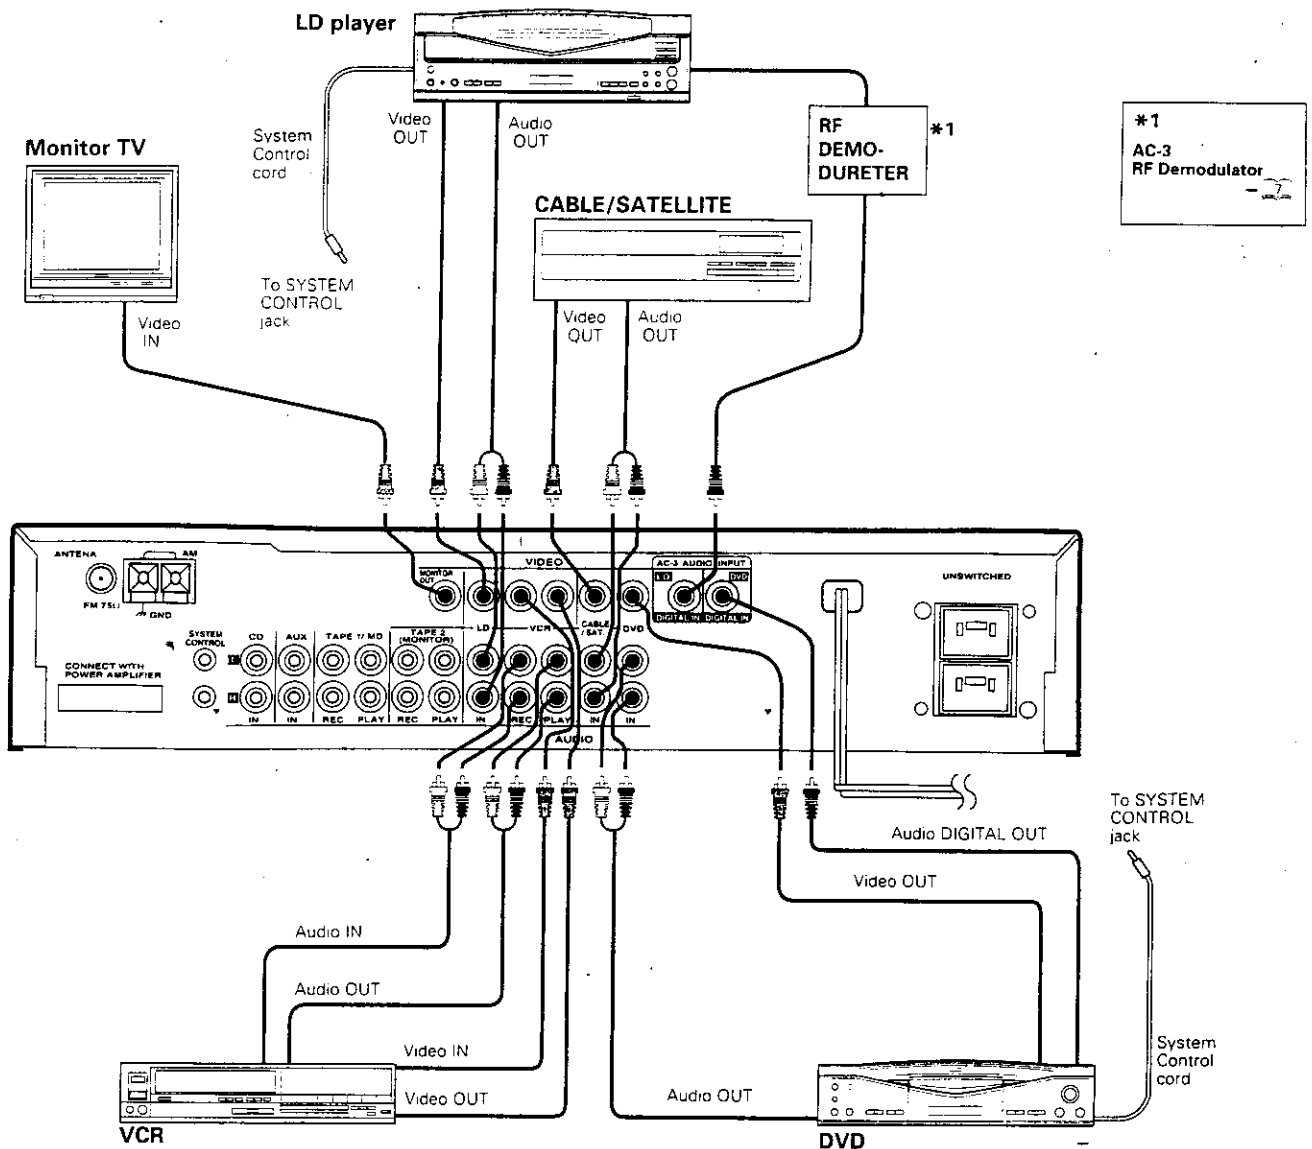 LD player
Video
OUT
Audio
OUT
System
Control
cord
To SYSTEM
CONTROL
jack
RF
DEMO-
DURETER
*1
*1
AC-3
RF Demodulator
7
Monitor TV
Video
IN
CABLE/SATELLITE
Video
OUT
Audio
OUT
ANTENA
AM
FM 75Ω
GND
MONITOR
OUT
VIDEO
AC-3 AUDIO INPUT
LD
DVD
DIGITAL IN
DIGITAL IN
UNSWITCHED
SYSTEM
CONTROL
CD
AUX
TAPE 1/ MD
TAPE 2
(MONITOR)
LD
VCR
CABLE
/ SAT.
DVD
CONNECT WITH
POWER AMPLIFIER
L
R
IN
IN
REC
PLAY
REC
PLAY
IN
REC
PLAY
IN
IN
AUDIO
To SYSTEM
CONTROL
jack
Audio DIGITAL OUT
Video OUT
Audio IN
Audio OUT
Video IN
Video OUT
Audio OUT
System
Control
cord
VCR
DVD